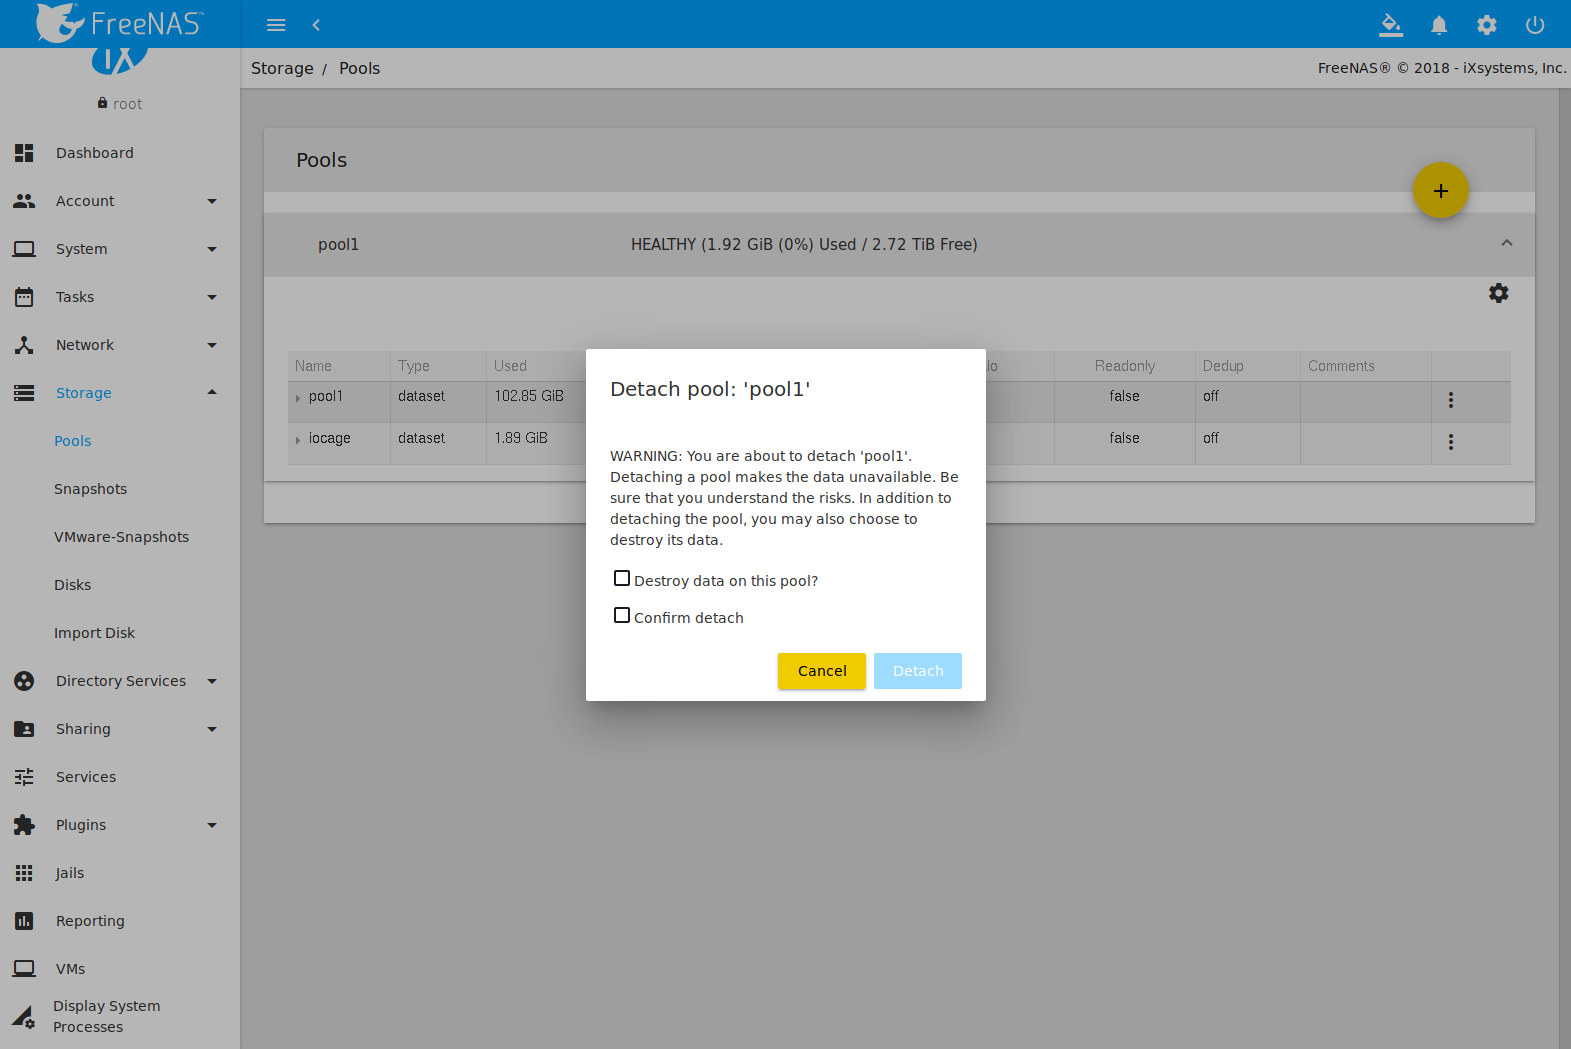 FreeNAS™
iX
root
Storage / Pools
FreeNAS® © 2018 - iXsystems, Inc.
Dashboard
Account
System
Tasks
Network
Storage
Pools
Snapshots
VMware-Snapshots
Disks
Import Disk
Directory Services
Sharing
Services
Plugins
Jails
Reporting
VMs
Display System
Processes
Pools
pool1 HEALTHY (1.92 GiB (0%) Used / 2.72 TiB Free)
Name Type Used Readonly Dedup Comments
pool1 dataset 102.85 GiB false off
iocage dataset 1.89 GiB false off
Detach pool: 'pool1'
WARNING: You are about to detach 'pool1'.
Detaching a pool makes the data unavailable. Be
sure that you understand the risks. In addition to
detaching the pool, you may also choose to
destroy its data.
Destroy data on this pool?
Confirm detach
Cancel Detach